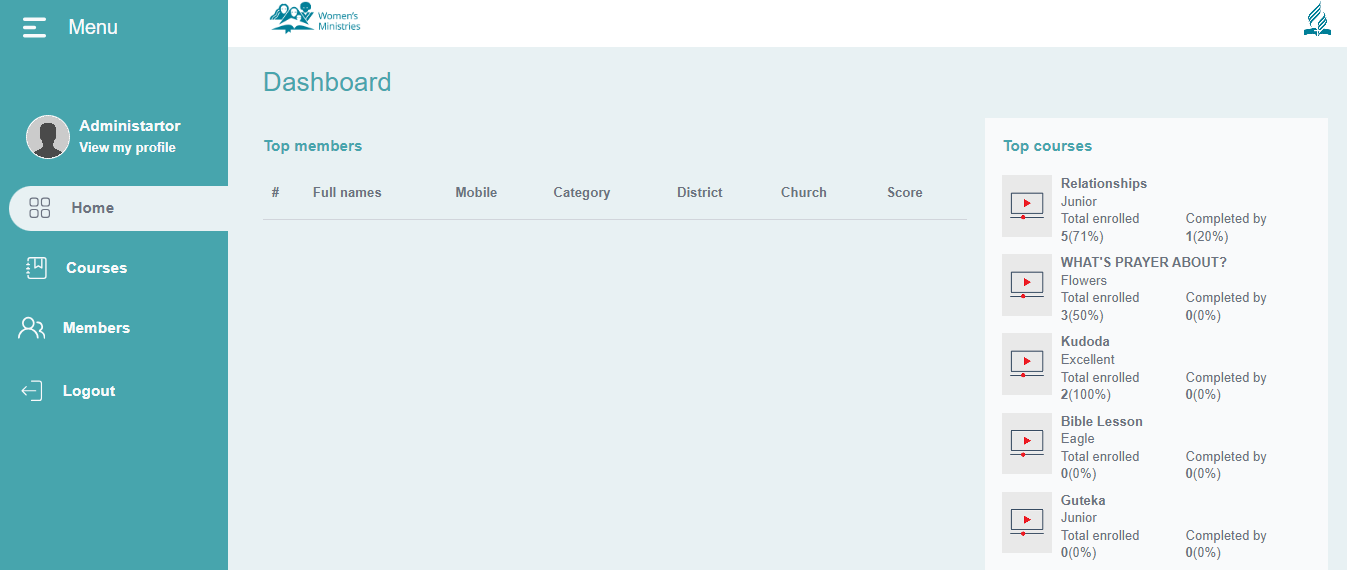 Menu
Women's
Ministries
Dashboard
Administartor
View my profile
Home
Courses
Members
Logout
Top members
# Full names Mobile Category District Church Score
Top courses
Relationships
Junior
Total enrolled Completed by
5(71%) 1(20%)
WHAT'S PRAYER ABOUT?
Flowers
Total enrolled Completed by
3(50%) 0(0%)
Kudoda
Excellent
Total enrolled Completed by
2(100%) 0(0%)
Bible Lesson
Eagle
Total enrolled Completed by
0(0%) 0(0%)
Guteka
Junior
Total enrolled Completed by
0(0%) 0(0%)